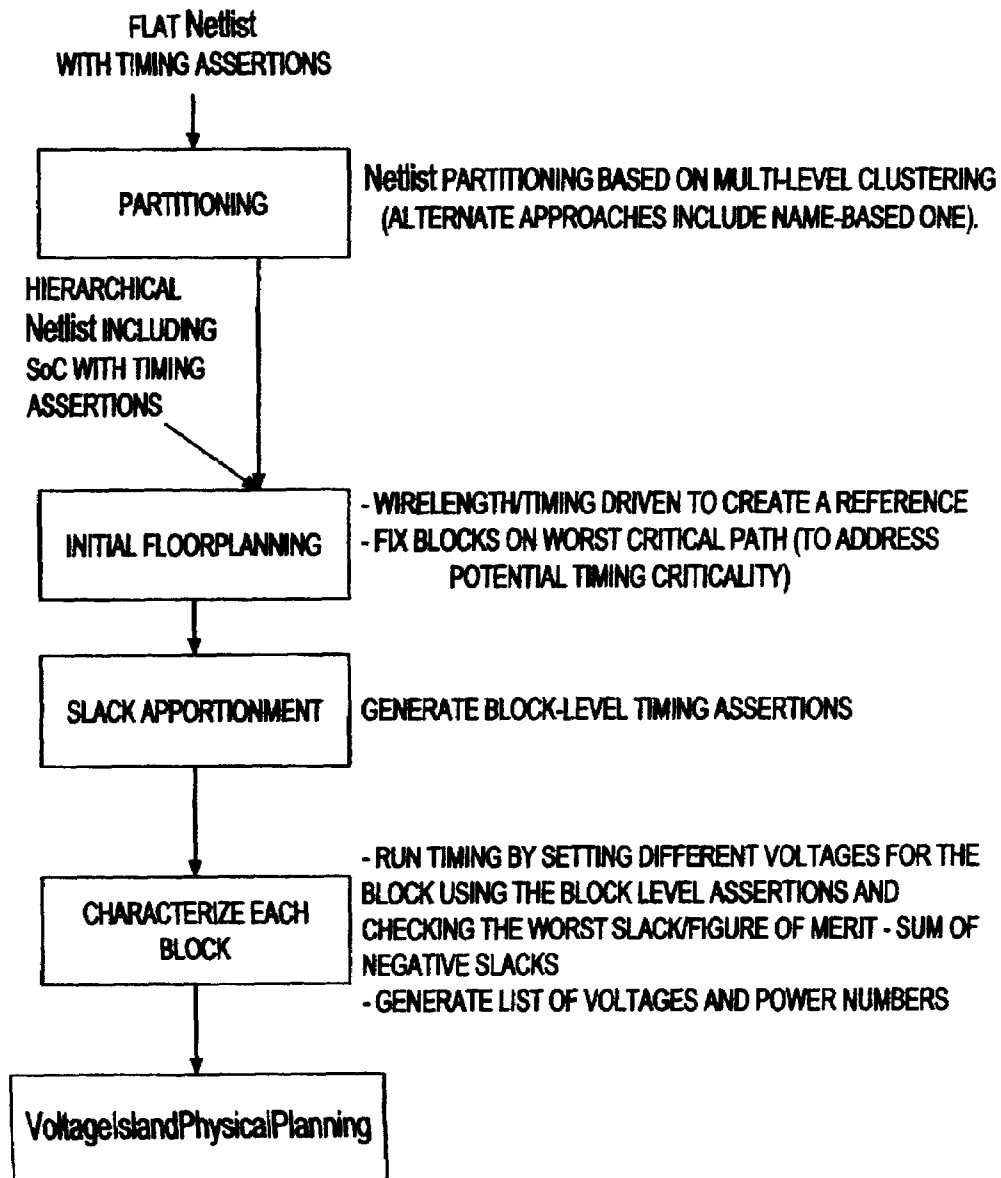 FLAT Netlist
WITH TIMING ASSERTIONS
PARTITIONING
Netlist PARTITIONING BASED ON MULTI-LEVEL CLUSTERING
(ALTERNATE APPROACHES INCLUDE NAME-BASED ONE).
HIERARCHICAL
Netlist INCLUDING
SoC WITH TIMING
ASSERTIONS
INITIAL FLOORPLANNING
- WIRELENGTH/TIMING DRIVEN TO CREATE A REFERENCE
- FIX BLOCKS ON WORST CRITICAL PATH (TO ADDRESS
POTENTIAL TIMING CRITICALITY)
SLACK APPORTIONMENT
GENERATE BLOCK-LEVEL TIMING ASSERTIONS
CHARACTERIZE EACH
BLOCK
- RUN TIMING BY SETTING DIFFERENT VOLTAGES FOR THE
BLOCK USING THE BLOCK LEVEL ASSERTIONS AND
CHECKING THE WORST SLACK/FIGURE OF MERIT - SUM OF
NEGATIVE SLACKS
- GENERATE LIST OF VOLTAGES AND POWER NUMBERS
VoltageIslandPhysicalPlanning